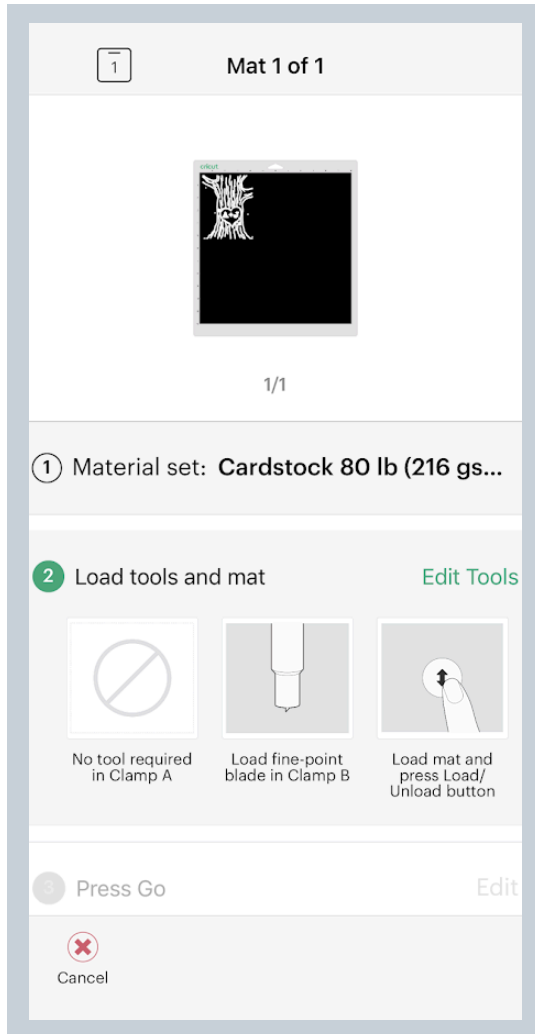 1
Mat 1 of 1
cricut
1/1
1 Material set: Cardstock 80 lb (216 gs...
2 Load tools and mat Edit Tools
No tool required
in Clamp A
Load fine-point
blade in Clamp B
Load mat and
press Load/
Unload button
3 Press Go Edit
Cancel